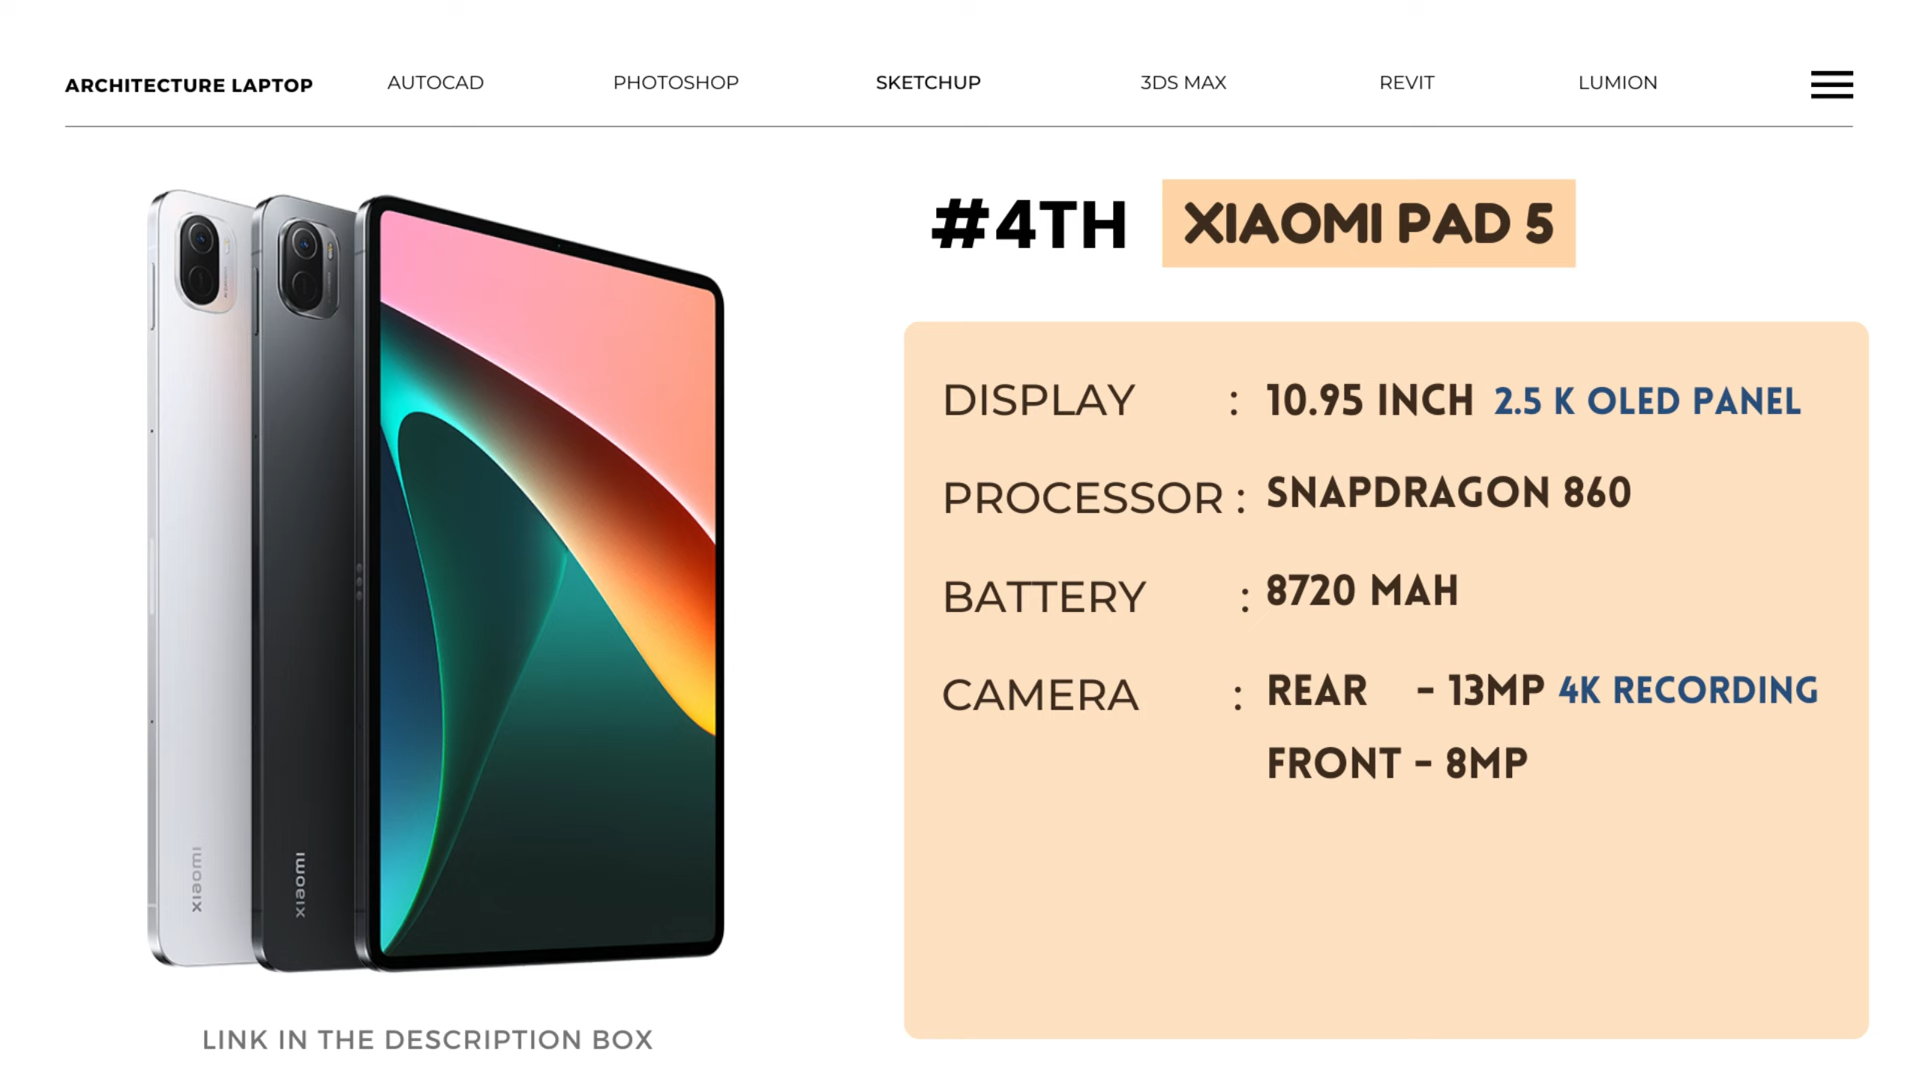 ARCHITECTURE LAPTOP AUTOCAD PHOTOSHOP SKETCHUP 3DS MAX REVIT LUMION
#4TH XIAOMI PAD 5
DISPLAY : 10.95 INCH 2.5 K OLED PANEL
PROCESSOR : SNAPDRAGON 860
BATTERY : 8720 MAH
CAMERA : REAR - 13MP 4K RECORDING
FRONT - 8MP
xiaomi
xiaomi
LINK IN THE DESCRIPTION BOX